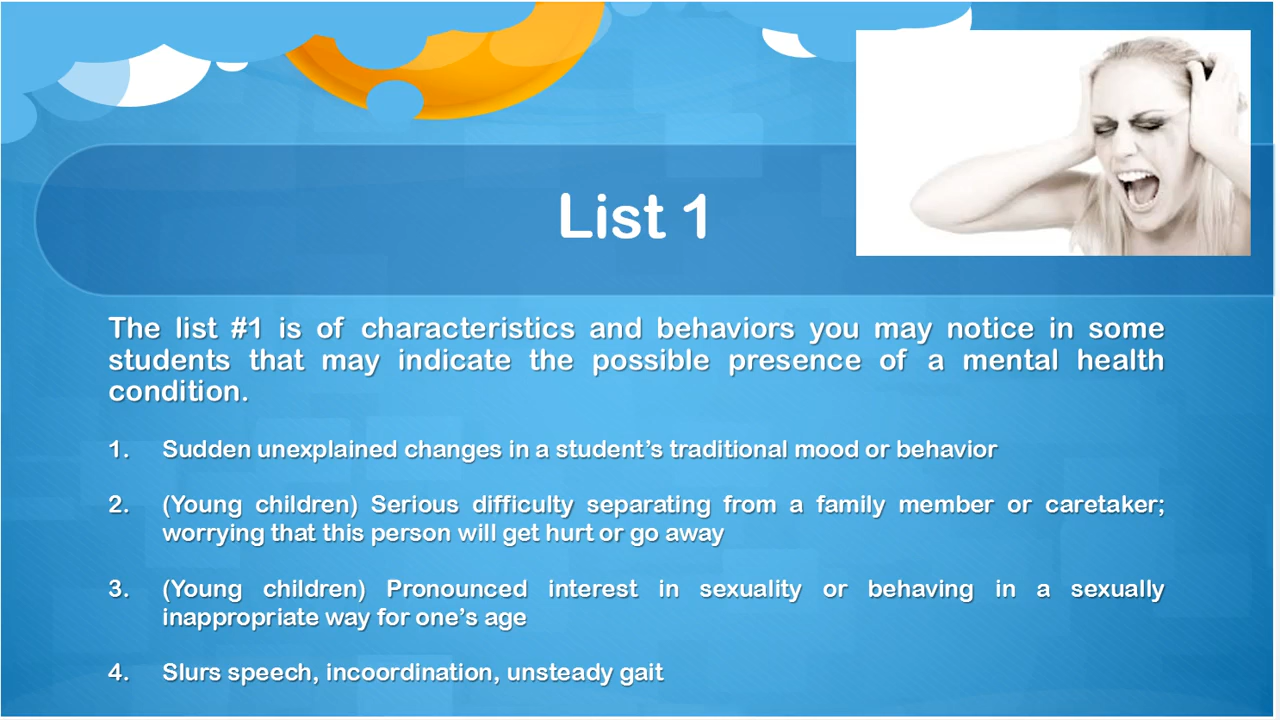 List 1
The list #1 is of characteristics and behaviors you may notice in some
students that may indicate the possible presence of a mental health
condition.
1. Sudden unexplained changes in a student’s traditional mood or behavior
2. (Young children) Serious difficulty separating from a family member or caretaker;
worrying that this person will get hurt or go away
3. (Young children) Pronounced interest in sexuality or behaving in a sexually
inappropriate way for one’s age
4. Slurs speech, incoordination, unsteady gait